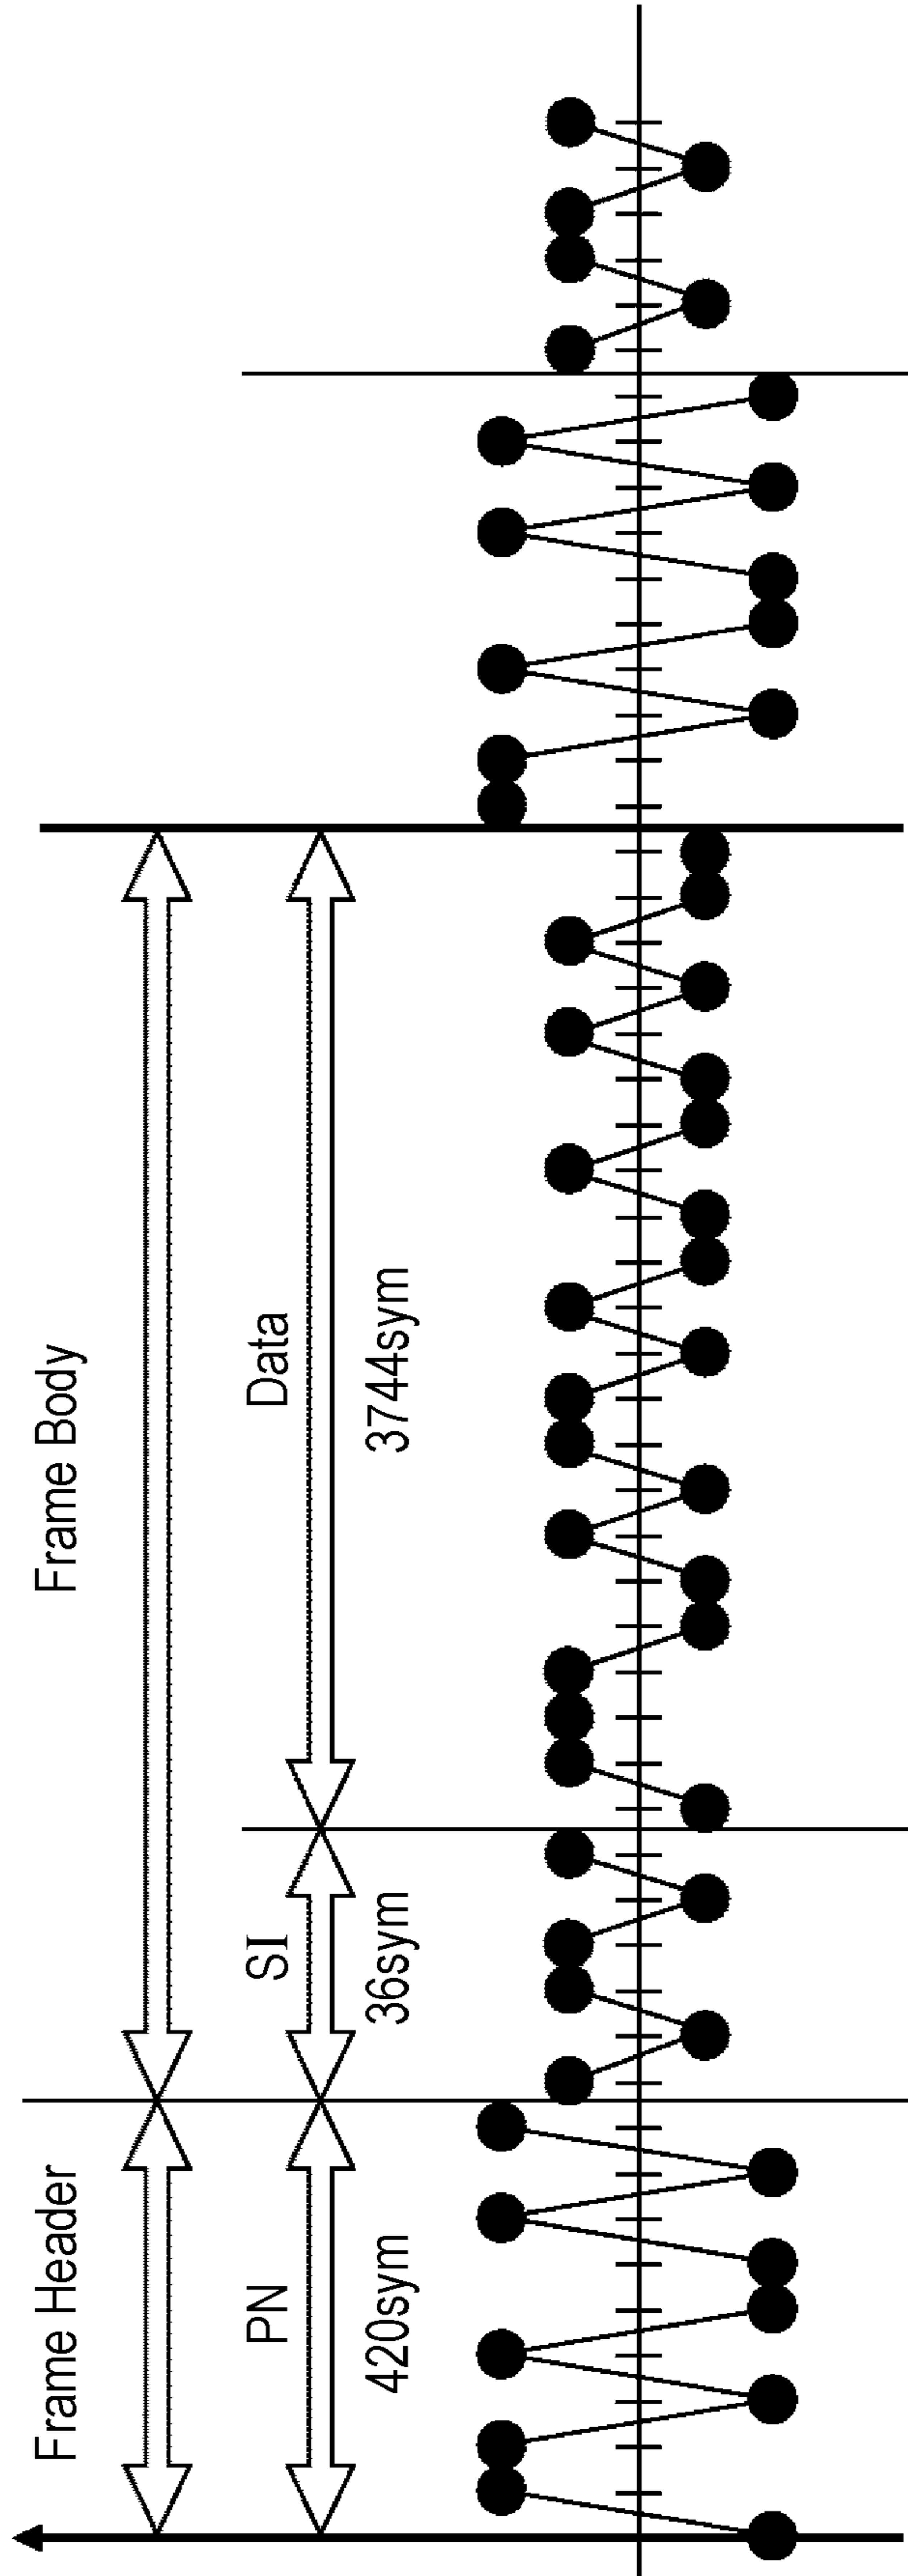 Frame Header
Frame Body
PN
SI
Data
420sym
36sym
3744sym